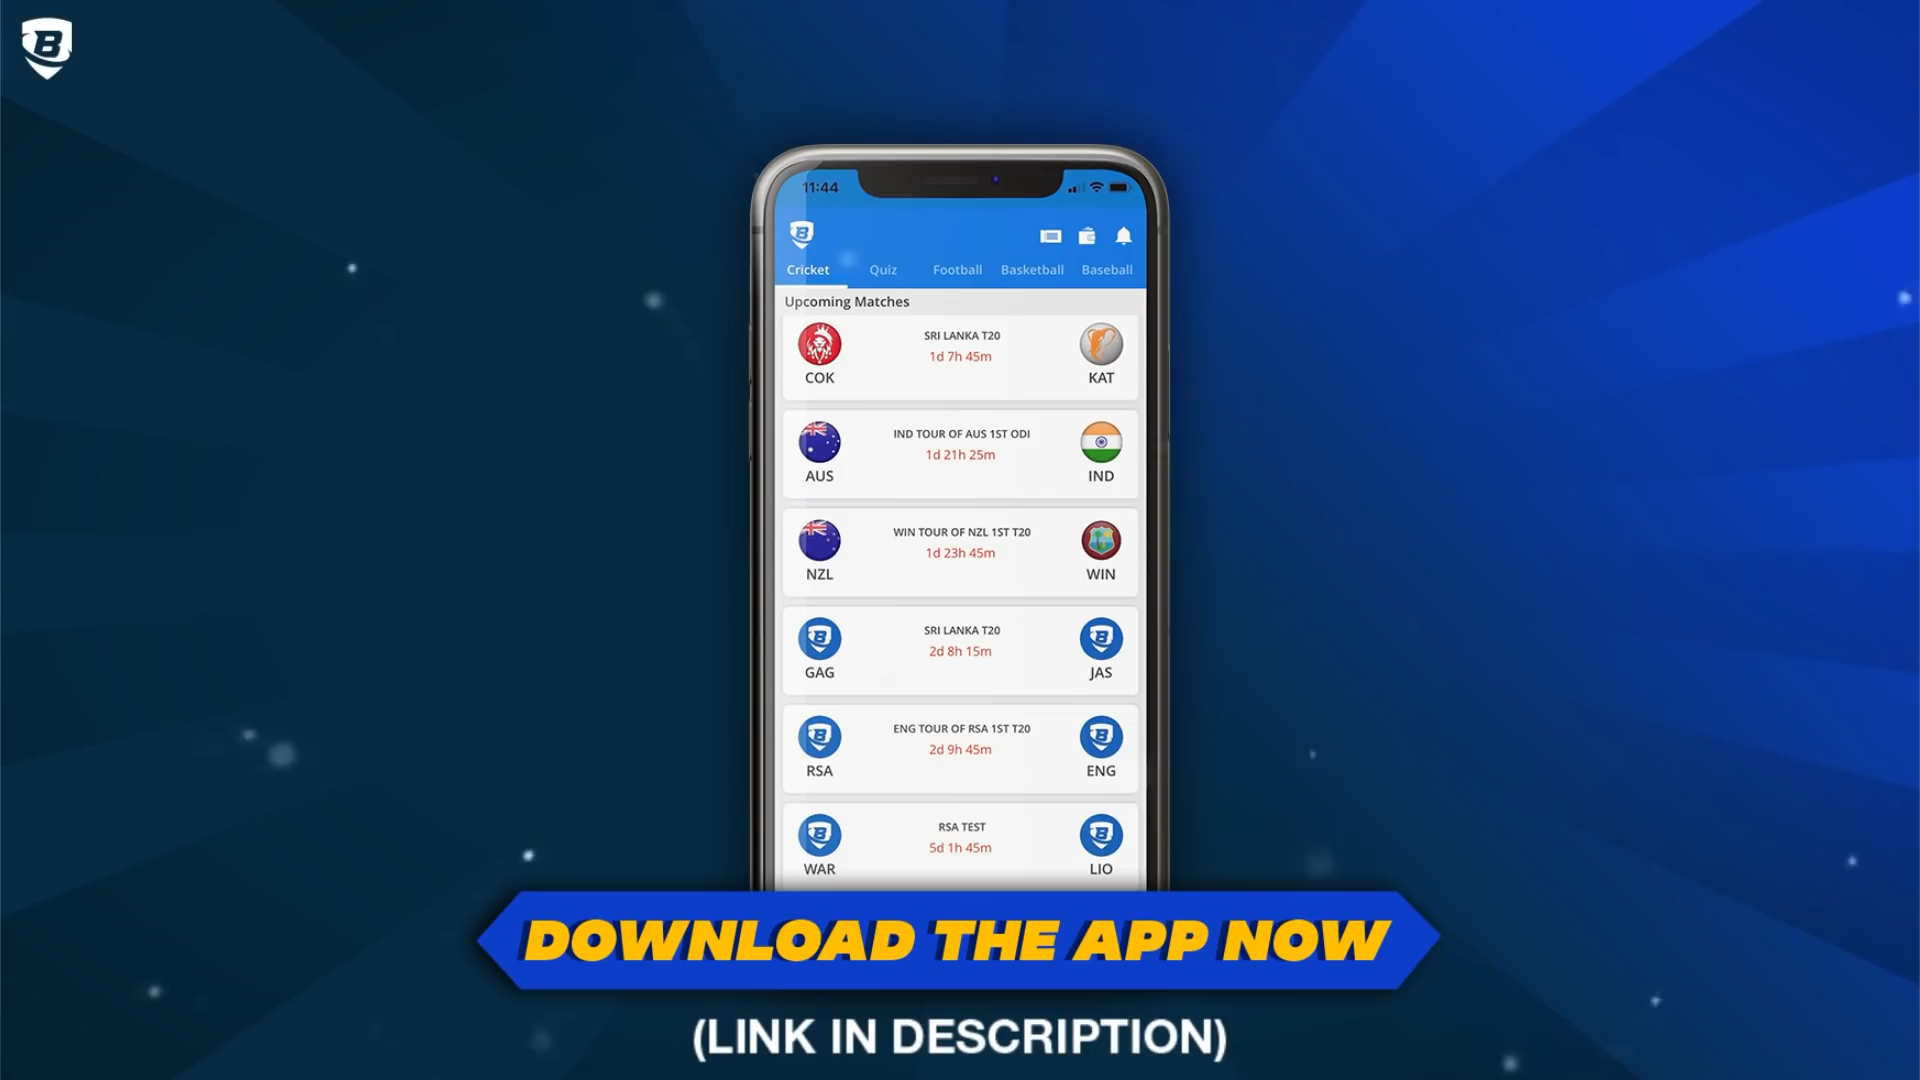 B
11:44
B
Cricket Quiz Football Basketball Baseball
Upcoming Matches
SRI LANKA T20
1d 7h 45m
COK KAT
IND TOUR OF AUS 1ST ODI
1d 21h 25m
AUS IND
WIN TOUR OF NZL 1ST T20
1d 23h 45m
NZL WIN
SRI LANKA T20
B 2d 8h 15m B
GAG JAS
ENG TOUR OF RSA 1ST T20
B 2d 9h 45m B
RSA ENG
RSA TEST
B 5d 1h 45m B
WAR LIO
DOWNLOAD THE APP NOW
(LINK IN DESCRIPTION)